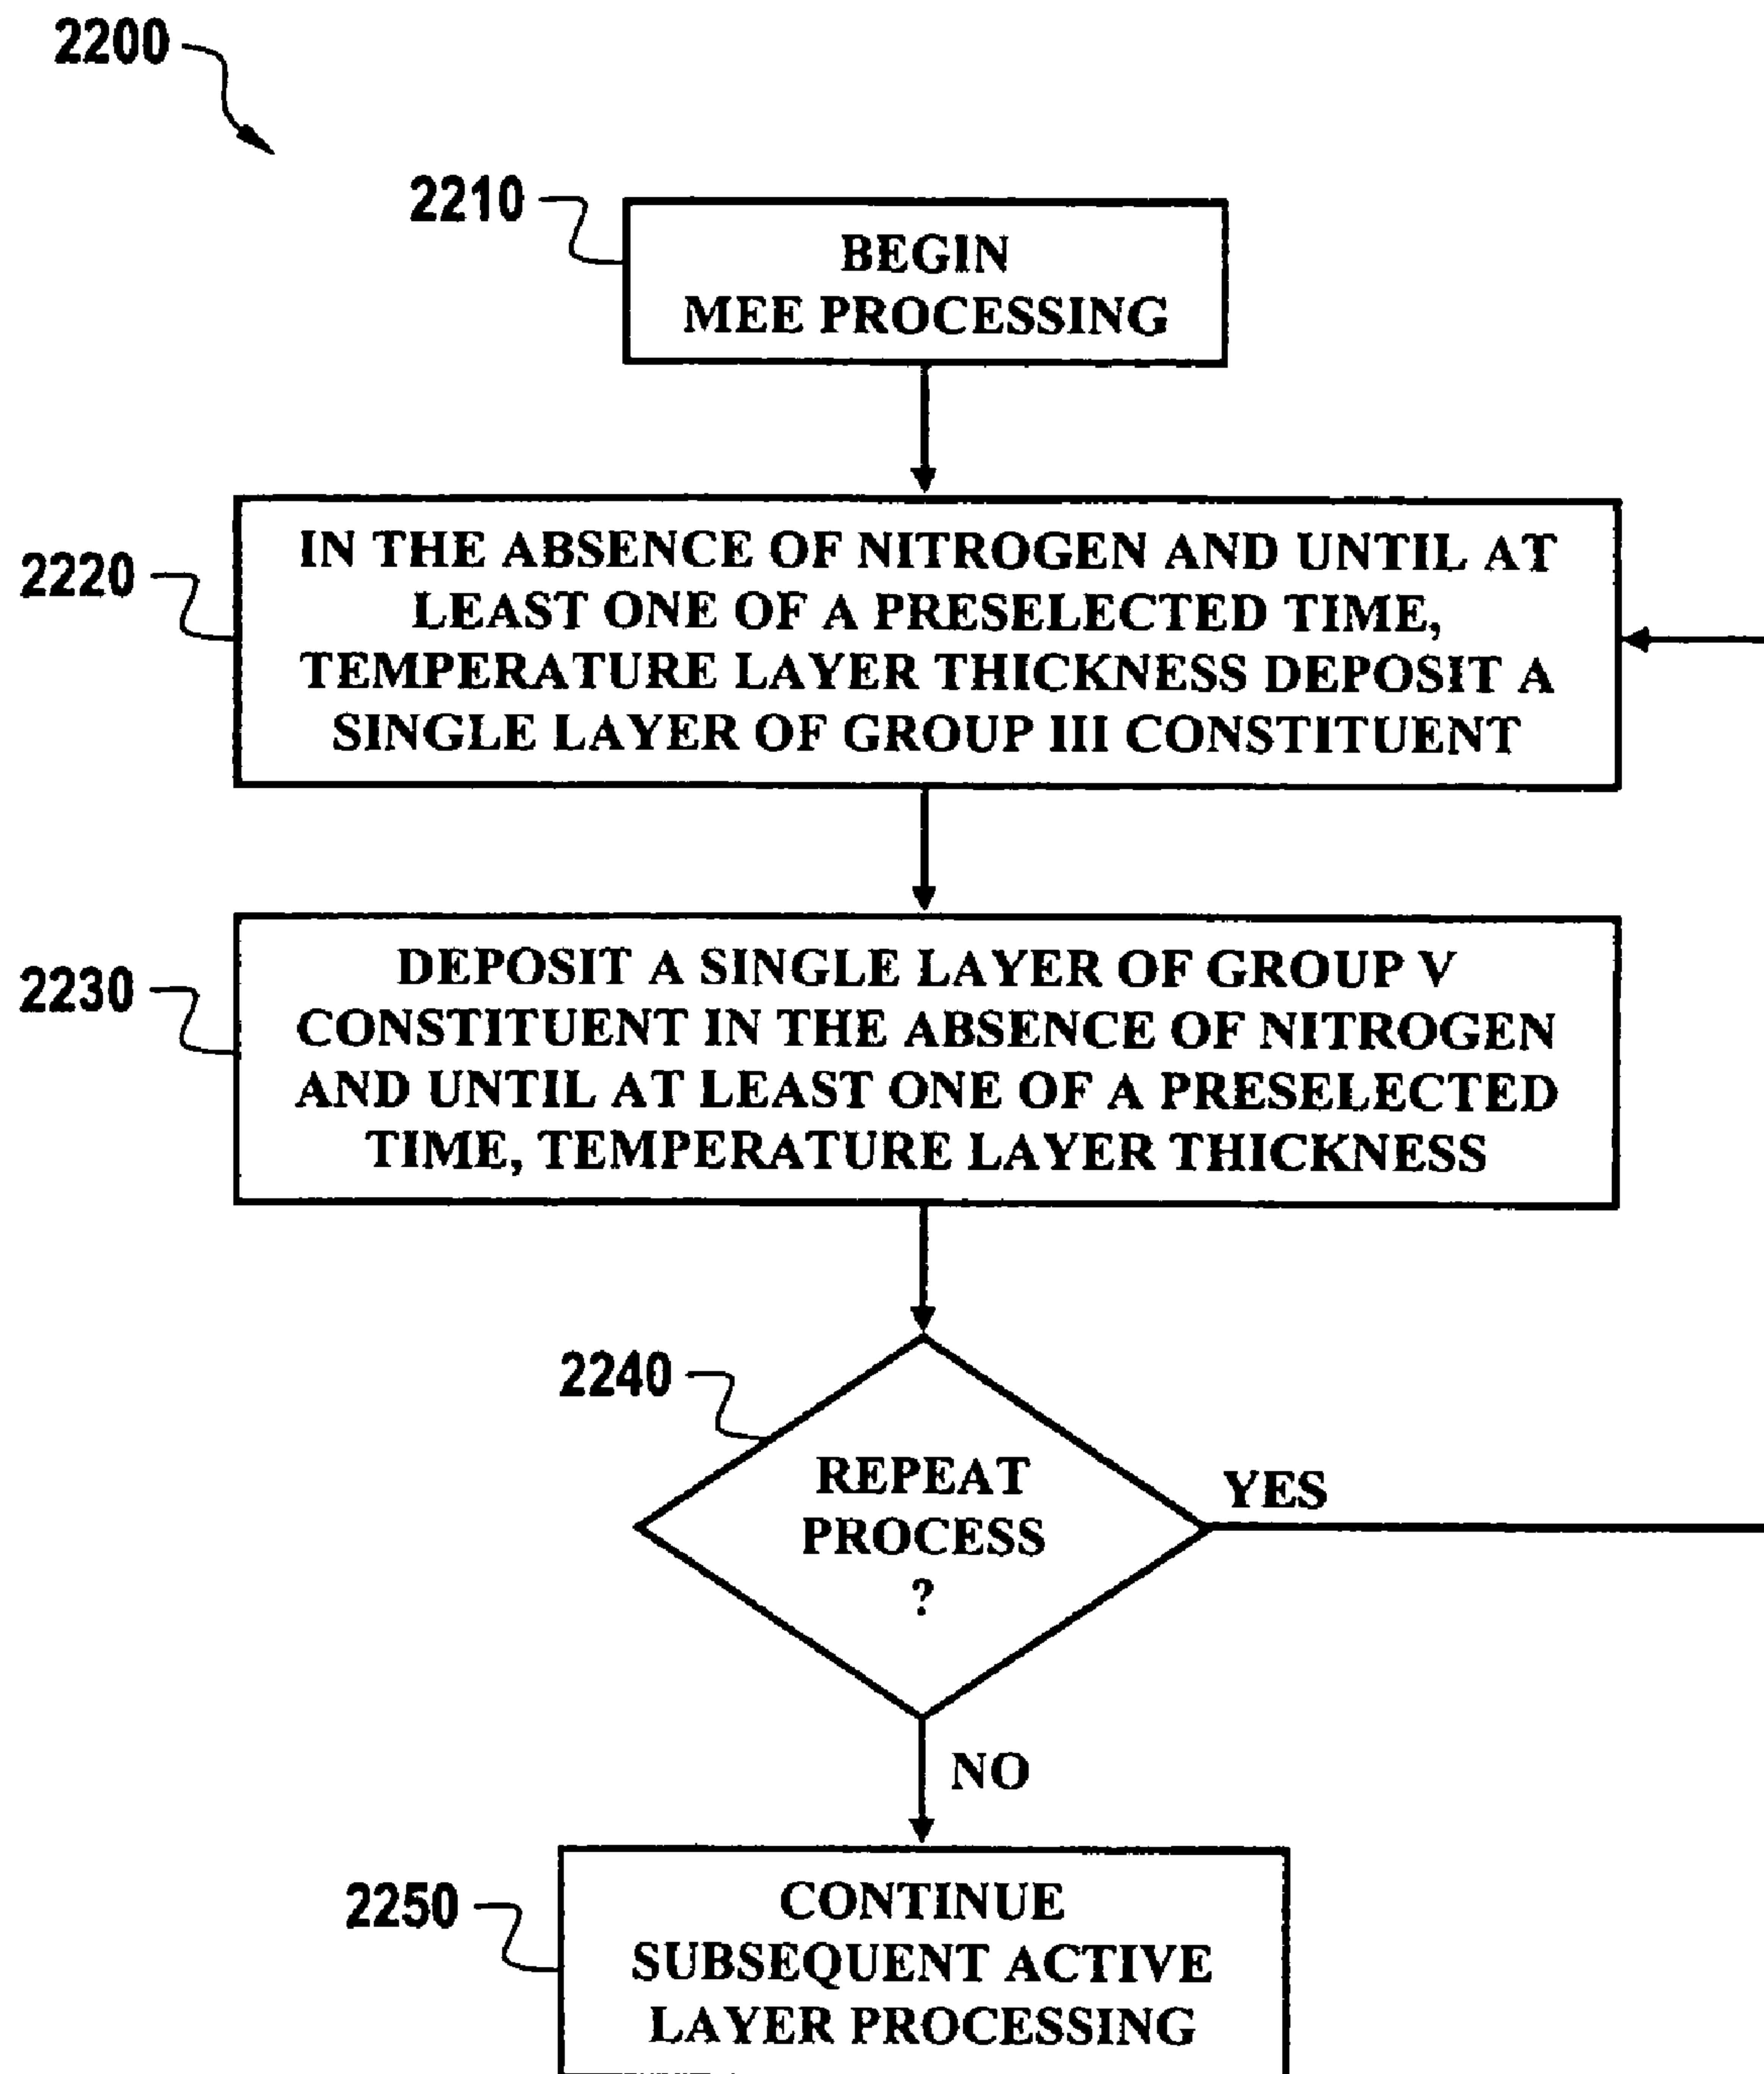 2200
2210
BEGIN
MEE PROCESSING
2220
IN THE ABSENCE OF NITROGEN AND UNTIL AT
LEAST ONE OF A PRESELECTED TIME,
TEMPERATURE LAYER THICKNESS DEPOSIT A
SINGLE LAYER OF GROUP III CONSTITUENT
2230
DEPOSIT A SINGLE LAYER OF GROUP V
CONSTITUENT IN THE ABSENCE OF NITROGEN
AND UNTIL AT LEAST ONE OF A PRESELECTED
TIME, TEMPERATURE LAYER THICKNESS
2240
REPEAT
PROCESS
?
YES
NO
2250
CONTINUE
SUBSEQUENT ACTIVE
LAYER PROCESSING